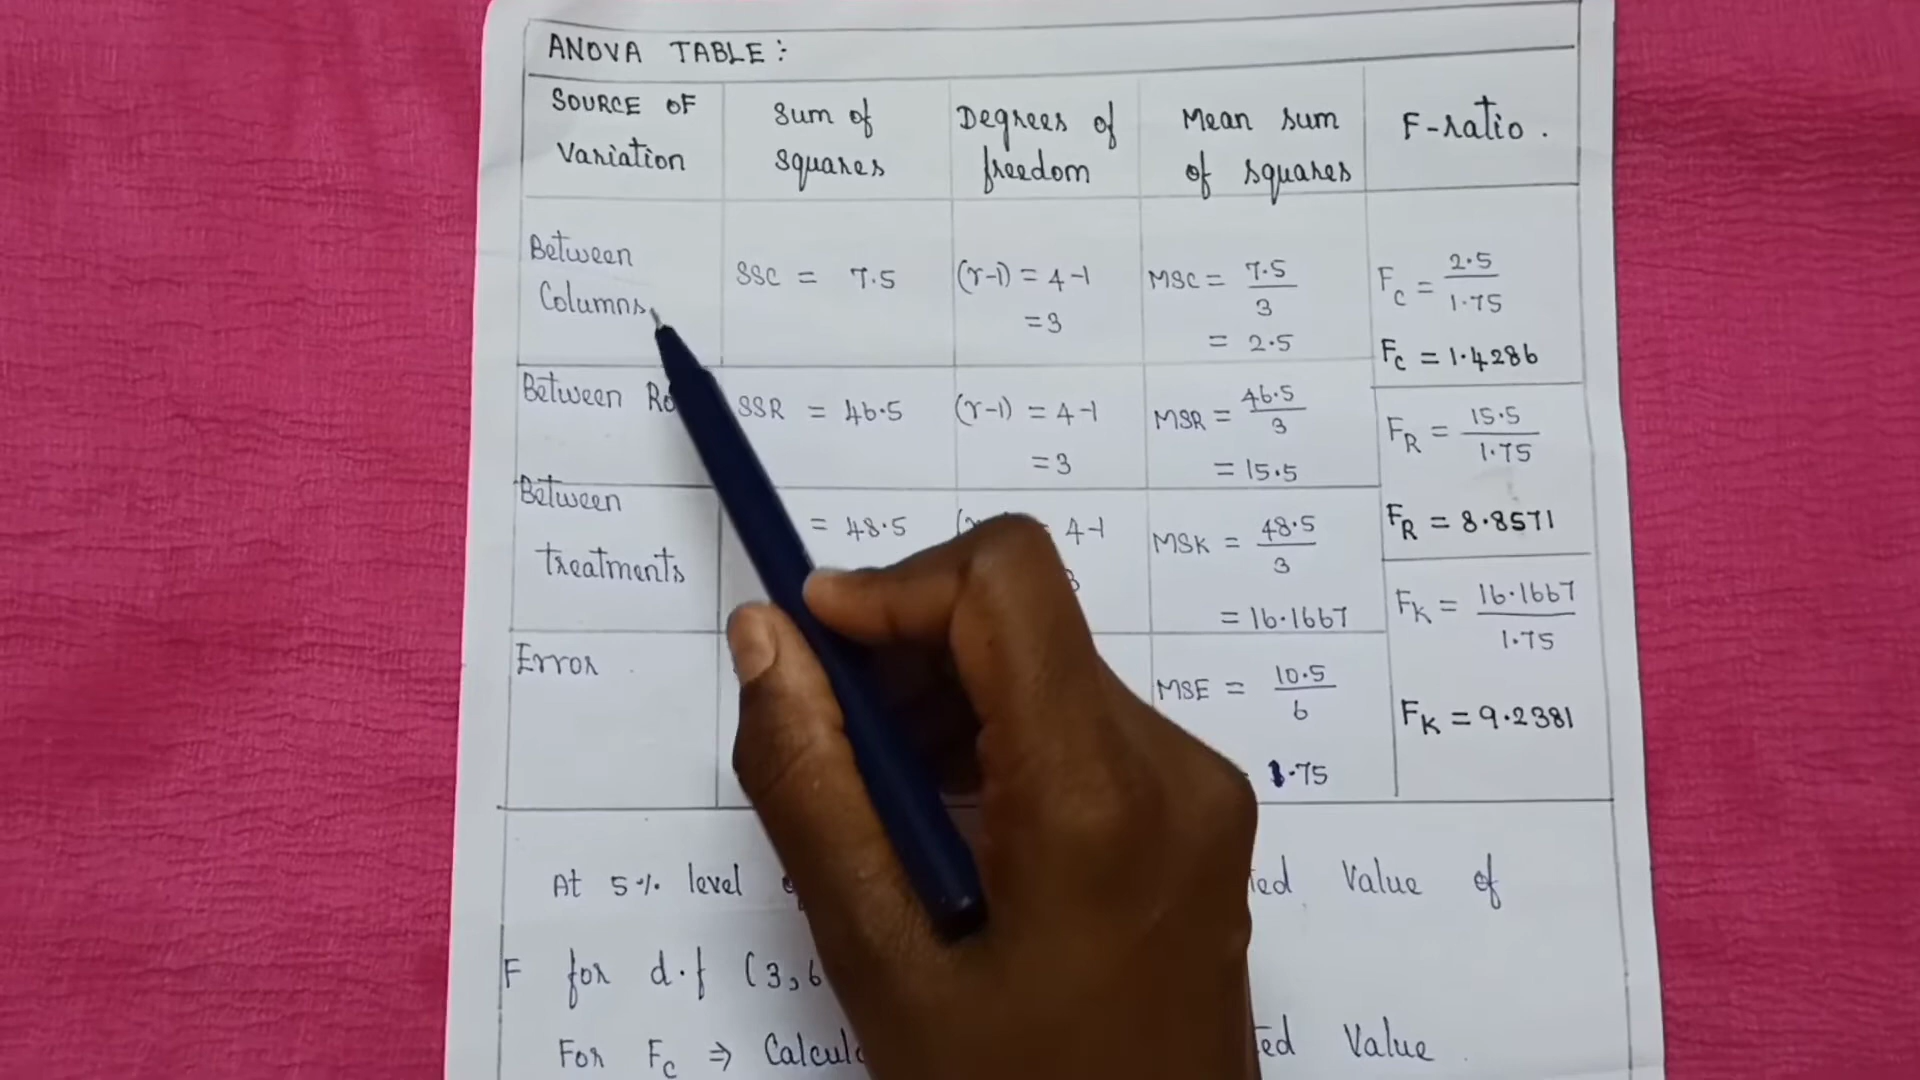 ANOVA TABLE :-
SOURCE OF Variation
Sum of squares
Degrees of freedom
Mean sum of squares
F-ratio .
Between Columns
SSC = 7.5
(r-1) = 4-1
= 3
MSC = 7.5/3
= 2.5
Fc = 2.5/1.75
Fc = 1.4286
Between
SSR = 46.5
(r-1) = 4-1
= 3
MSR = 46.5/3
= 15.5
FR = 15.5/1.75
FR = 8.8571
Between treatments
= 48.5
4-1
MSK = 48.5/3
= 16.1667
FK = 16.1667/1.75
FK = 9.2381
Error
MSE = 10.5/6
1.75
At 5% level Value of
F for d.f (3,6
For Fc ⇒ Value